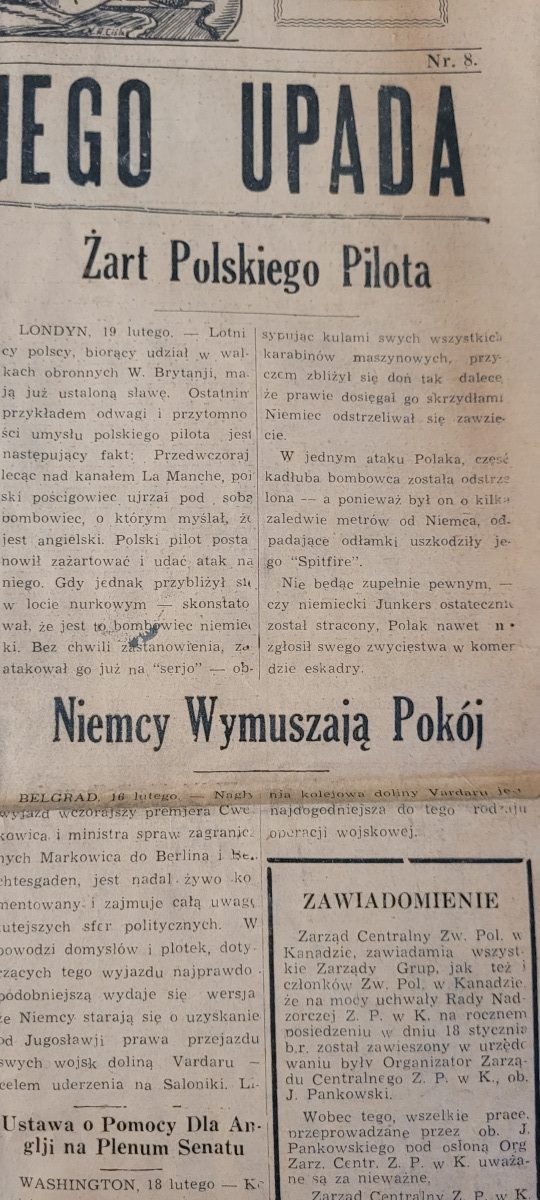 Nr. 8.
JEGO UPADA
Żart Polskiego Pilota
LONDYN, 19 lutego. — Lotni
cy polscy, biorący udział w wal-
kach obronnych W. Brytanji, ma.
ją już ustaloną sławę. Ostatnim
przykładem odwagi i przytomno
ści umysłu polskiego pilota jest
następujący fakt: Przedwczoraj
lecąc nad kanałem La Manche, pol
ski pościgowiec ujrzał pod sobą
bombowiec, o którym myślał, że
jest angielski. Polski pilot posta
nowił zażartować i udać atak na
niego. Gdy jednak przybliżył się
w locie nurkowym — skonstato
wał, że jest to bombowiec niemiec
ki. Bez chwili zastanowienia, za
atakował go już na "serjo" — ob-
sypując kulami swych wszystkich
karabinów maszynowych, przy-
czem zbliżył się doń tak dalece
że prawie dosięgał go skrzydłami
Niemiec odstrzeliwał się zawzię-
cie.
W jednym ataku Polaka, część
kadłuba bombowca została odstrze
lona — a ponieważ był on o kilka
zaledwie metrów od Niemca, od-
padające odłamki uszkodziły je-
go "Spitfire".
Nie będąc zupełnie pewnym, —
czy niemiecki Junkers ostatecznie
został stracony, Polak nawet
zgłosił swego zwycięstwa w komen
dzie eskadry.
Niemcy Wymuszają Pokój
BELGRAD, 16 lutego. — Nagły
wyjazd wczorajszy premjera Cwet
kowica i ministra spraw zagranicz
nych Markowica do Berlina i Ber.
chtesgaden, jest nadal żywo ko
mentowany i zajmuje całą uwagę
tutejszych sfer politycznych. W
powodzi domysłów i plotek, doty-
czących tego wyjazdu najprawdo
podobniejszą wydaje się wersja
że Niemcy starają się o uzyskanie
od Jugosławji prawa przejazdu
swych wojsk doliną Vardaru —
celem uderzenia na Saloniki. Li-
nia kolejowa doliny Vardaru jest
najdogodniejsza do tego rodzaju
operacji wojskowej.
Ustawa o Pomocy Dla An-
glji na Plenum Senatu
WASHINGTON, 18 lutego —
ZAWIADOMIENIE
Zarząd Centralny Zw. Pol. w
Kanadzie, zawiadamia wszyst-
kie Zarządy Grup, jak też i
członków Zw. Pol. w Kanadzie,
że na mocy uchwały Rady Nad-
zorczej Z. P. w K. na rocznem
posiedzeniu w dniu 18 stycznia
b.r. został zawieszony w urzędo
waniu były Organizator Zarzą-
du Centralnego Z. P. w K., ob.
J. Pankowski.
Wobec tego, wszelkie prace,
przeprowadzane przez ob. J.
Pankowskiego pod osłoną Org
Zarz. Centr. Z. P. w K. uważa-
ne są za nieważne,
Zarząd Centralny Z. P. w K.